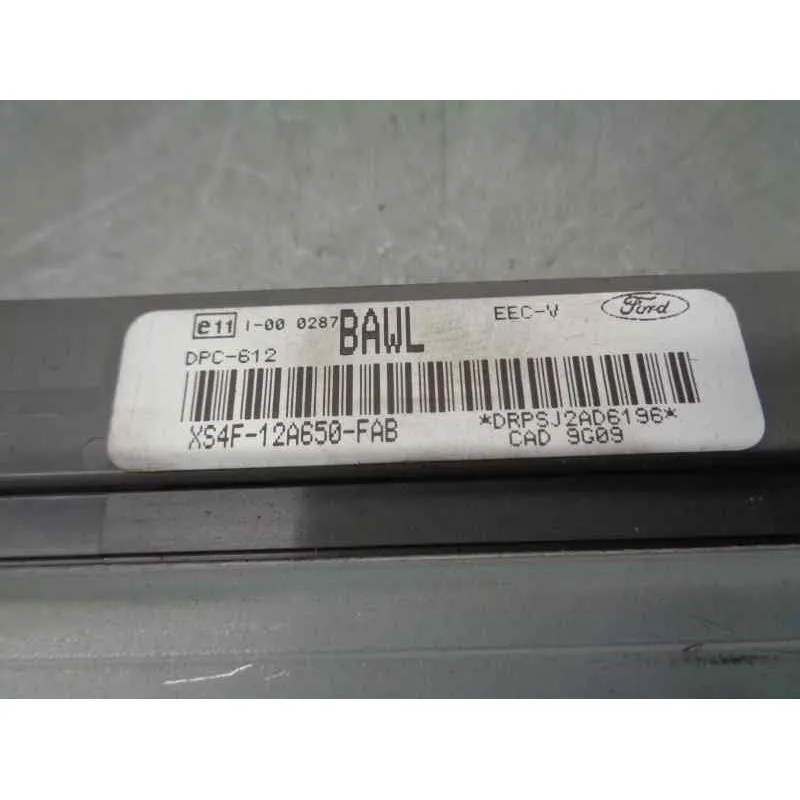 e11 I-00 0287 BAWL EEC-V Ford
DPC-612
XS4F-12A650-FAB *DRPSJ2AD6196*
CAD 9G09